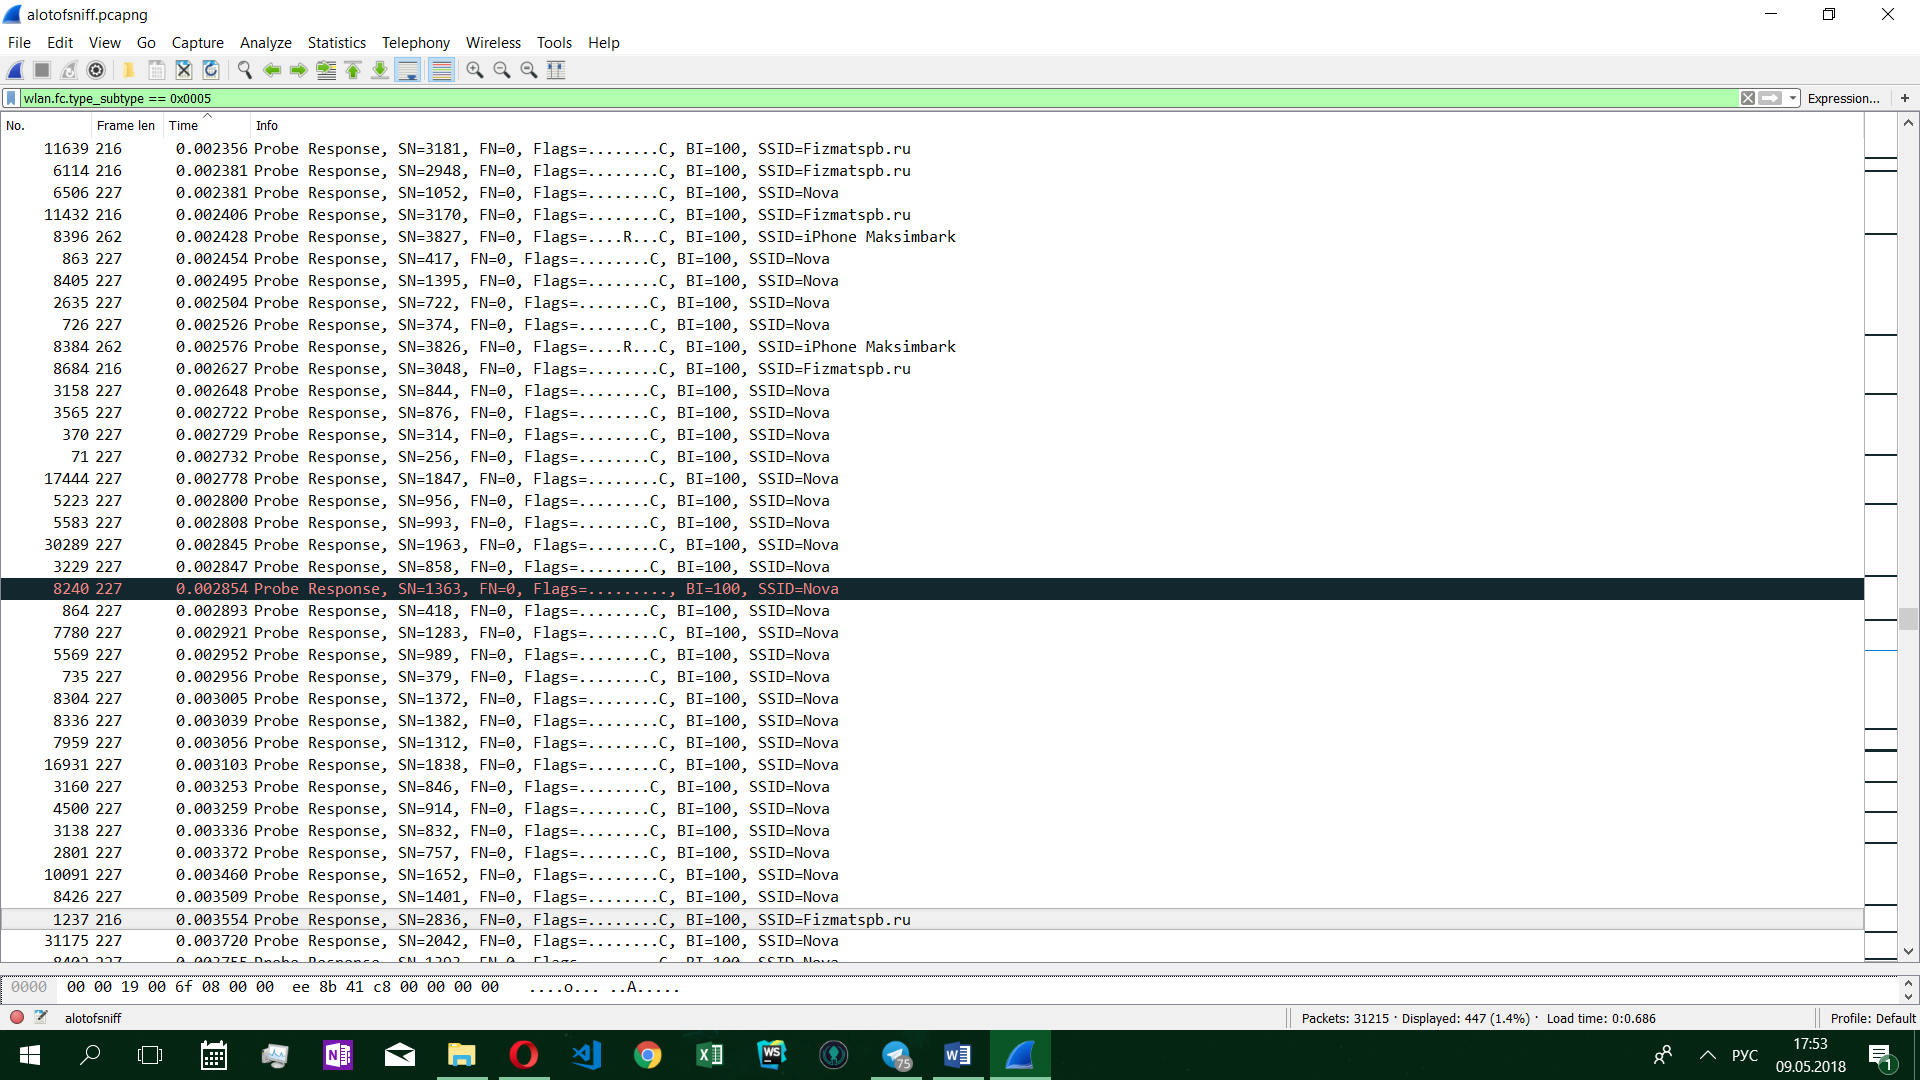 alotofsniff.pcapng
File Edit View Go Capture Analyze Statistics Telephony Wireless Tools Help
wlan.fc.type_subtype == 0x0005 Expression... +
No. Frame len Time Info
11639 216 0.002356 Probe Response, SN=3181, FN=0, Flags=........C, BI=100, SSID=Fizmatspb.ru
6114 216 0.002381 Probe Response, SN=2948, FN=0, Flags=........C, BI=100, SSID=Fizmatspb.ru
6506 227 0.002381 Probe Response, SN=1052, FN=0, Flags=........C, BI=100, SSID=Nova
11432 216 0.002406 Probe Response, SN=3170, FN=0, Flags=........C, BI=100, SSID=Fizmatspb.ru
8396 262 0.002428 Probe Response, SN=3827, FN=0, Flags=....R...C, BI=100, SSID=iPhone Maksimbark
863 227 0.002454 Probe Response, SN=417, FN=0, Flags=........C, BI=100, SSID=Nova
8405 227 0.002495 Probe Response, SN=1395, FN=0, Flags=........C, BI=100, SSID=Nova
2635 227 0.002504 Probe Response, SN=722, FN=0, Flags=........C, BI=100, SSID=Nova
726 227 0.002526 Probe Response, SN=374, FN=0, Flags=........C, BI=100, SSID=Nova
8384 262 0.002576 Probe Response, SN=3826, FN=0, Flags=....R...C, BI=100, SSID=iPhone Maksimbark
8684 216 0.002627 Probe Response, SN=3048, FN=0, Flags=........C, BI=100, SSID=Fizmatspb.ru
3158 227 0.002648 Probe Response, SN=844, FN=0, Flags=........C, BI=100, SSID=Nova
3565 227 0.002722 Probe Response, SN=876, FN=0, Flags=........C, BI=100, SSID=Nova
370 227 0.002729 Probe Response, SN=314, FN=0, Flags=........C, BI=100, SSID=Nova
71 227 0.002732 Probe Response, SN=256, FN=0, Flags=........C, BI=100, SSID=Nova
17444 227 0.002778 Probe Response, SN=1847, FN=0, Flags=........C, BI=100, SSID=Nova
5223 227 0.002800 Probe Response, SN=956, FN=0, Flags=........C, BI=100, SSID=Nova
5583 227 0.002808 Probe Response, SN=993, FN=0, Flags=........C, BI=100, SSID=Nova
30289 227 0.002845 Probe Response, SN=1963, FN=0, Flags=........C, BI=100, SSID=Nova
3229 227 0.002847 Probe Response, SN=858, FN=0, Flags=........C, BI=100, SSID=Nova
8240 227 0.002854 Probe Response, SN=1363, FN=0, Flags=........., BI=100, SSID=Nova
864 227 0.002893 Probe Response, SN=418, FN=0, Flags=........C, BI=100, SSID=Nova
7780 227 0.002921 Probe Response, SN=1283, FN=0, Flags=........C, BI=100, SSID=Nova
5569 227 0.002952 Probe Response, SN=989, FN=0, Flags=........C, BI=100, SSID=Nova
735 227 0.002956 Probe Response, SN=379, FN=0, Flags=........C, BI=100, SSID=Nova
8304 227 0.003005 Probe Response, SN=1372, FN=0, Flags=........C, BI=100, SSID=Nova
8336 227 0.003039 Probe Response, SN=1382, FN=0, Flags=........C, BI=100, SSID=Nova
7959 227 0.003056 Probe Response, SN=1312, FN=0, Flags=........C, BI=100, SSID=Nova
16931 227 0.003103 Probe Response, SN=1838, FN=0, Flags=........C, BI=100, SSID=Nova
3160 227 0.003253 Probe Response, SN=846, FN=0, Flags=........C, BI=100, SSID=Nova
4500 227 0.003259 Probe Response, SN=914, FN=0, Flags=........C, BI=100, SSID=Nova
3138 227 0.003336 Probe Response, SN=832, FN=0, Flags=........C, BI=100, SSID=Nova
2801 227 0.003372 Probe Response, SN=757, FN=0, Flags=........C, BI=100, SSID=Nova
10091 227 0.003460 Probe Response, SN=1652, FN=0, Flags=........C, BI=100, SSID=Nova
8426 227 0.003509 Probe Response, SN=1401, FN=0, Flags=........C, BI=100, SSID=Nova
1237 216 0.003554 Probe Response, SN=2836, FN=0, Flags=........C, BI=100, SSID=Fizmatspb.ru
31175 227 0.003720 Probe Response, SN=2042, FN=0, Flags=........C, BI=100, SSID=Nova
0000 00 00 19 00 6f 08 00 00 ee 8b 41 c8 00 00 00 00 ....o... ..A.....
alotofsniff Packets: 31215 · Displayed: 447 (1.4%) · Load time: 0:0.686 Profile: Default
РУС 17:53
09.05.2018
75
1